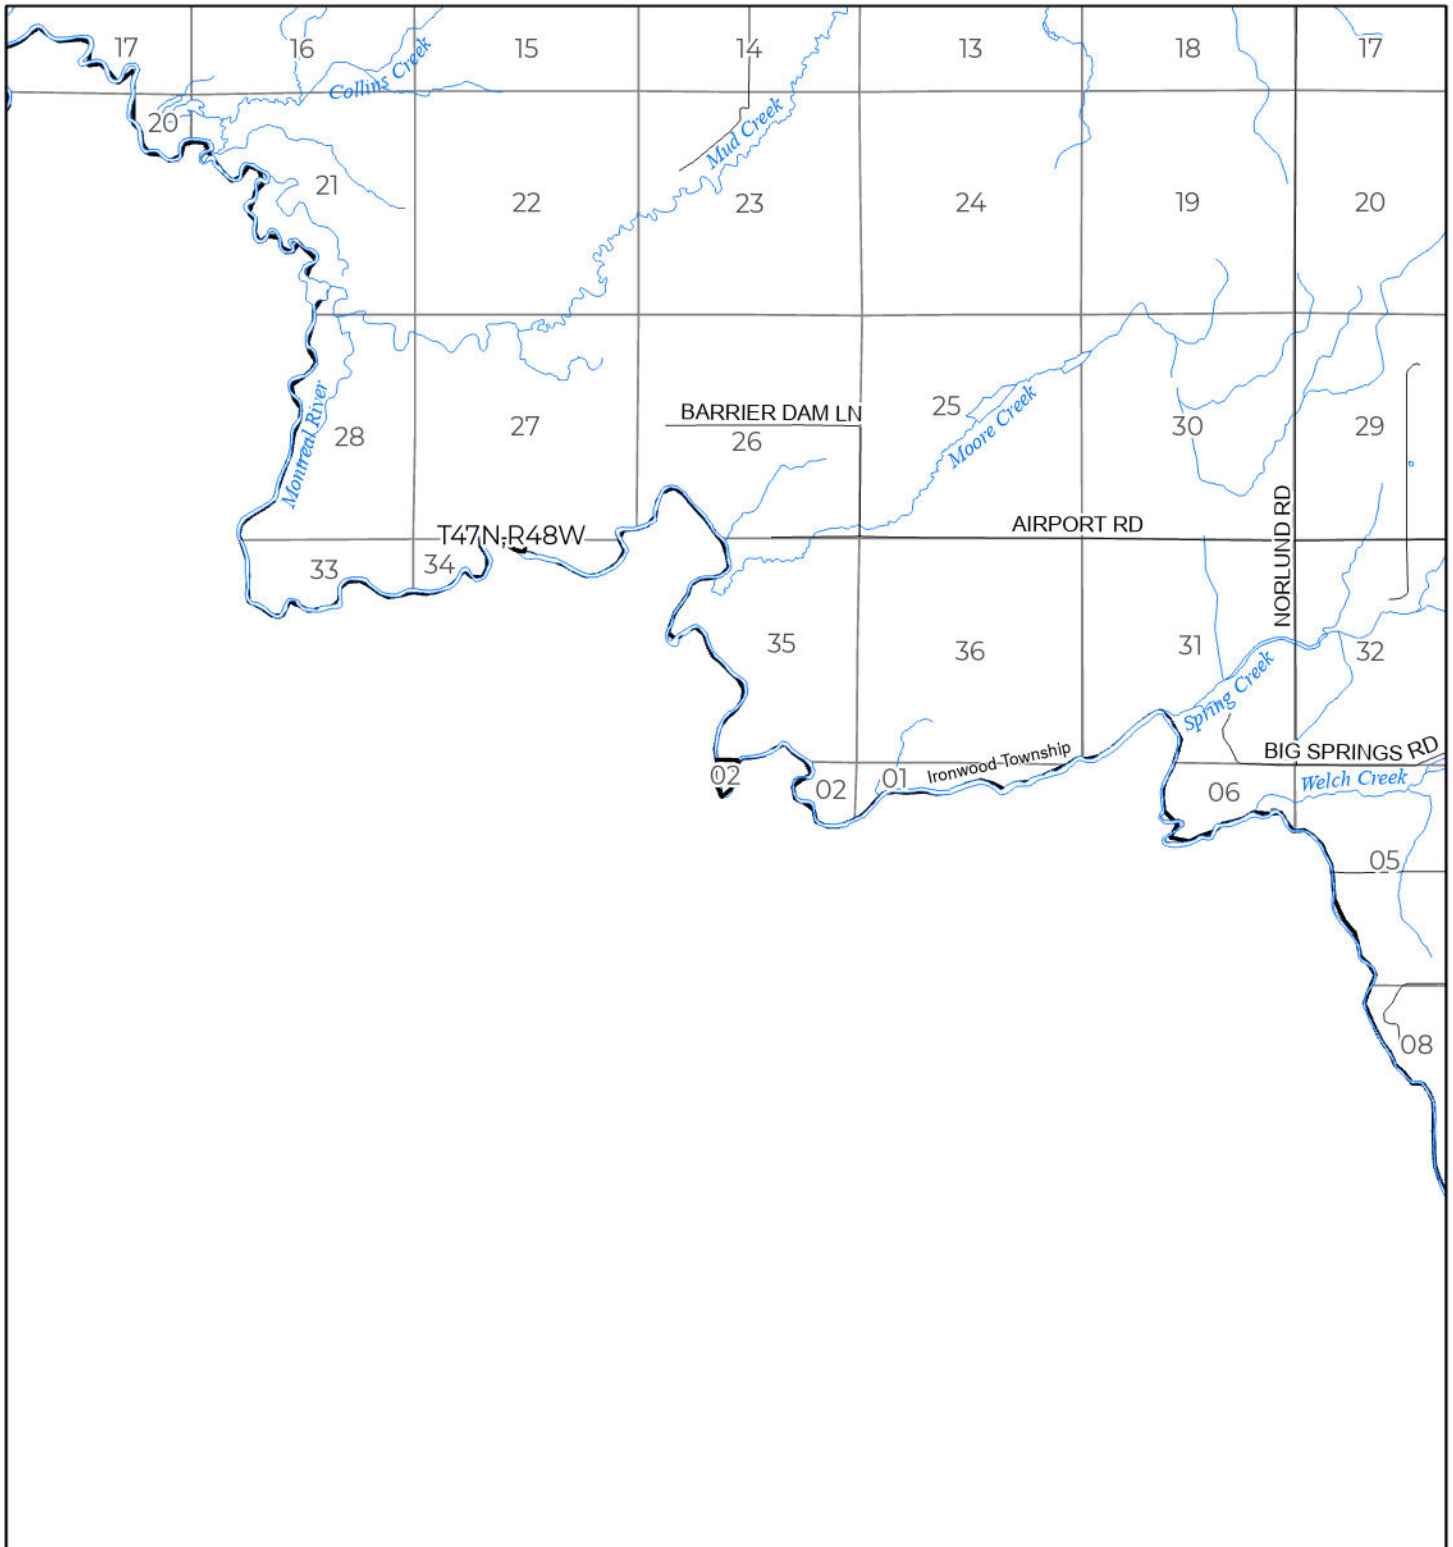 17
16
15
14
13
18
17
Collins Creek
Mud Creek
20
21
22
23
24
19
20
Montreal River
28
27
BARRIER DAM LN
26
25
Moore Creek
30
29
T47N,R48W
AIRPORT RD
NORLUND RD
33
34
35
36
31
32
Spring Creek
BIG SPRINGS RD
02
02
01
Ironwood Township
06
Welch Creek
05
08